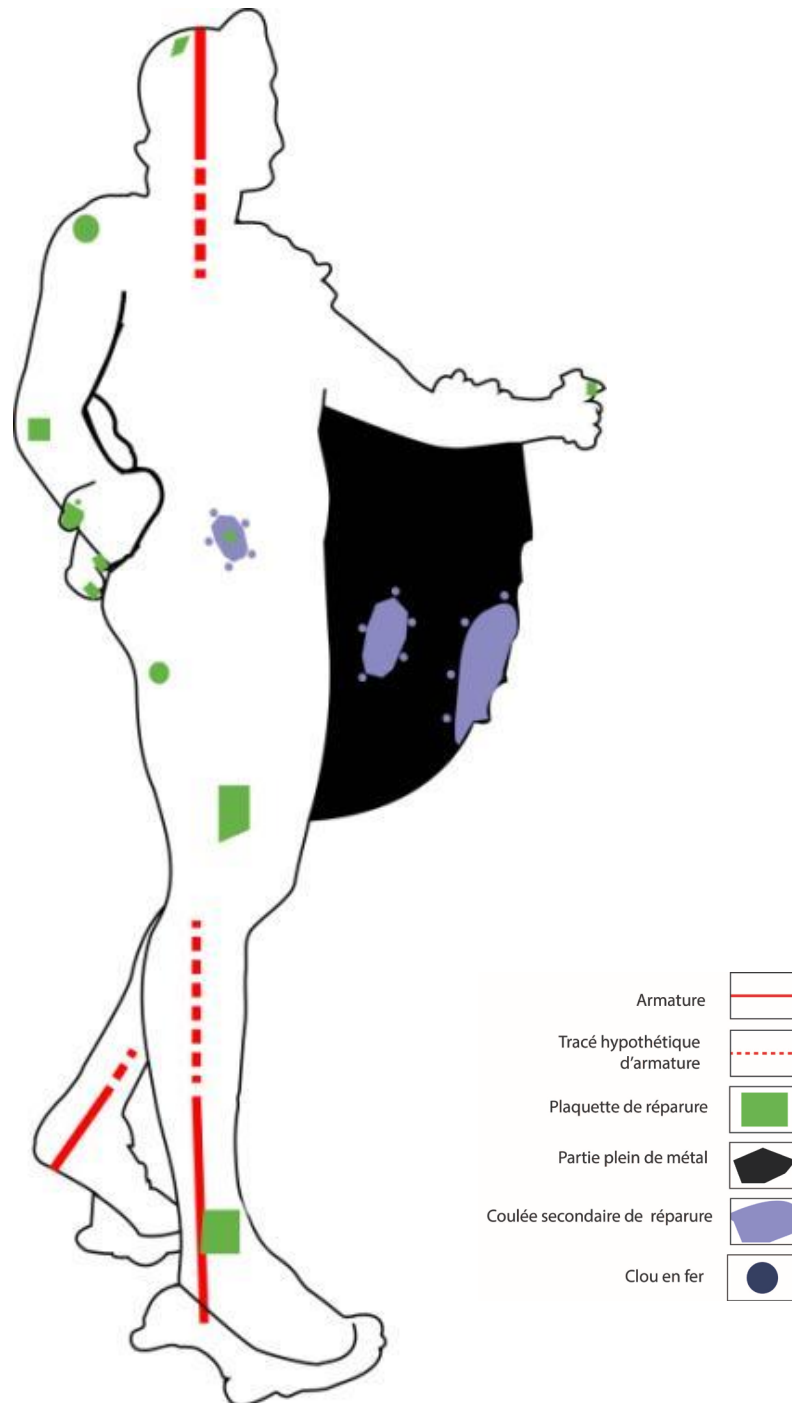 Armature
Tracé hypothétique
d'armature
Plaquette de réparure
Partie plein de métal
Coulée secondaire de réparure
Clou en fer